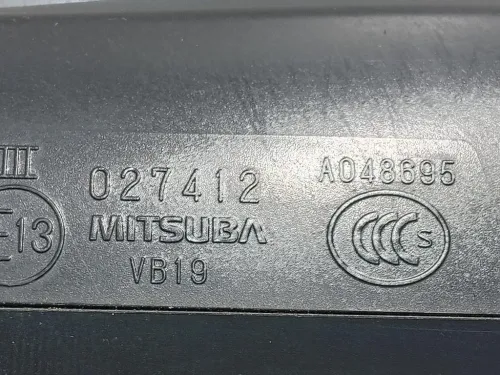 III 027412 A048695
E13 MITSUBA CCC S
VB19